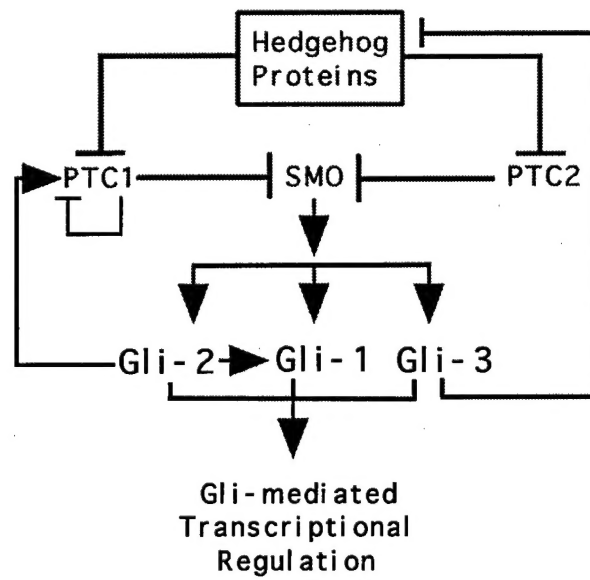 Hedgehog
Proteins
PTC1
SMO
PTC2
Gli-2
Gli-1
Gli-3
Gli-mediated
Transcriptional
Regulation